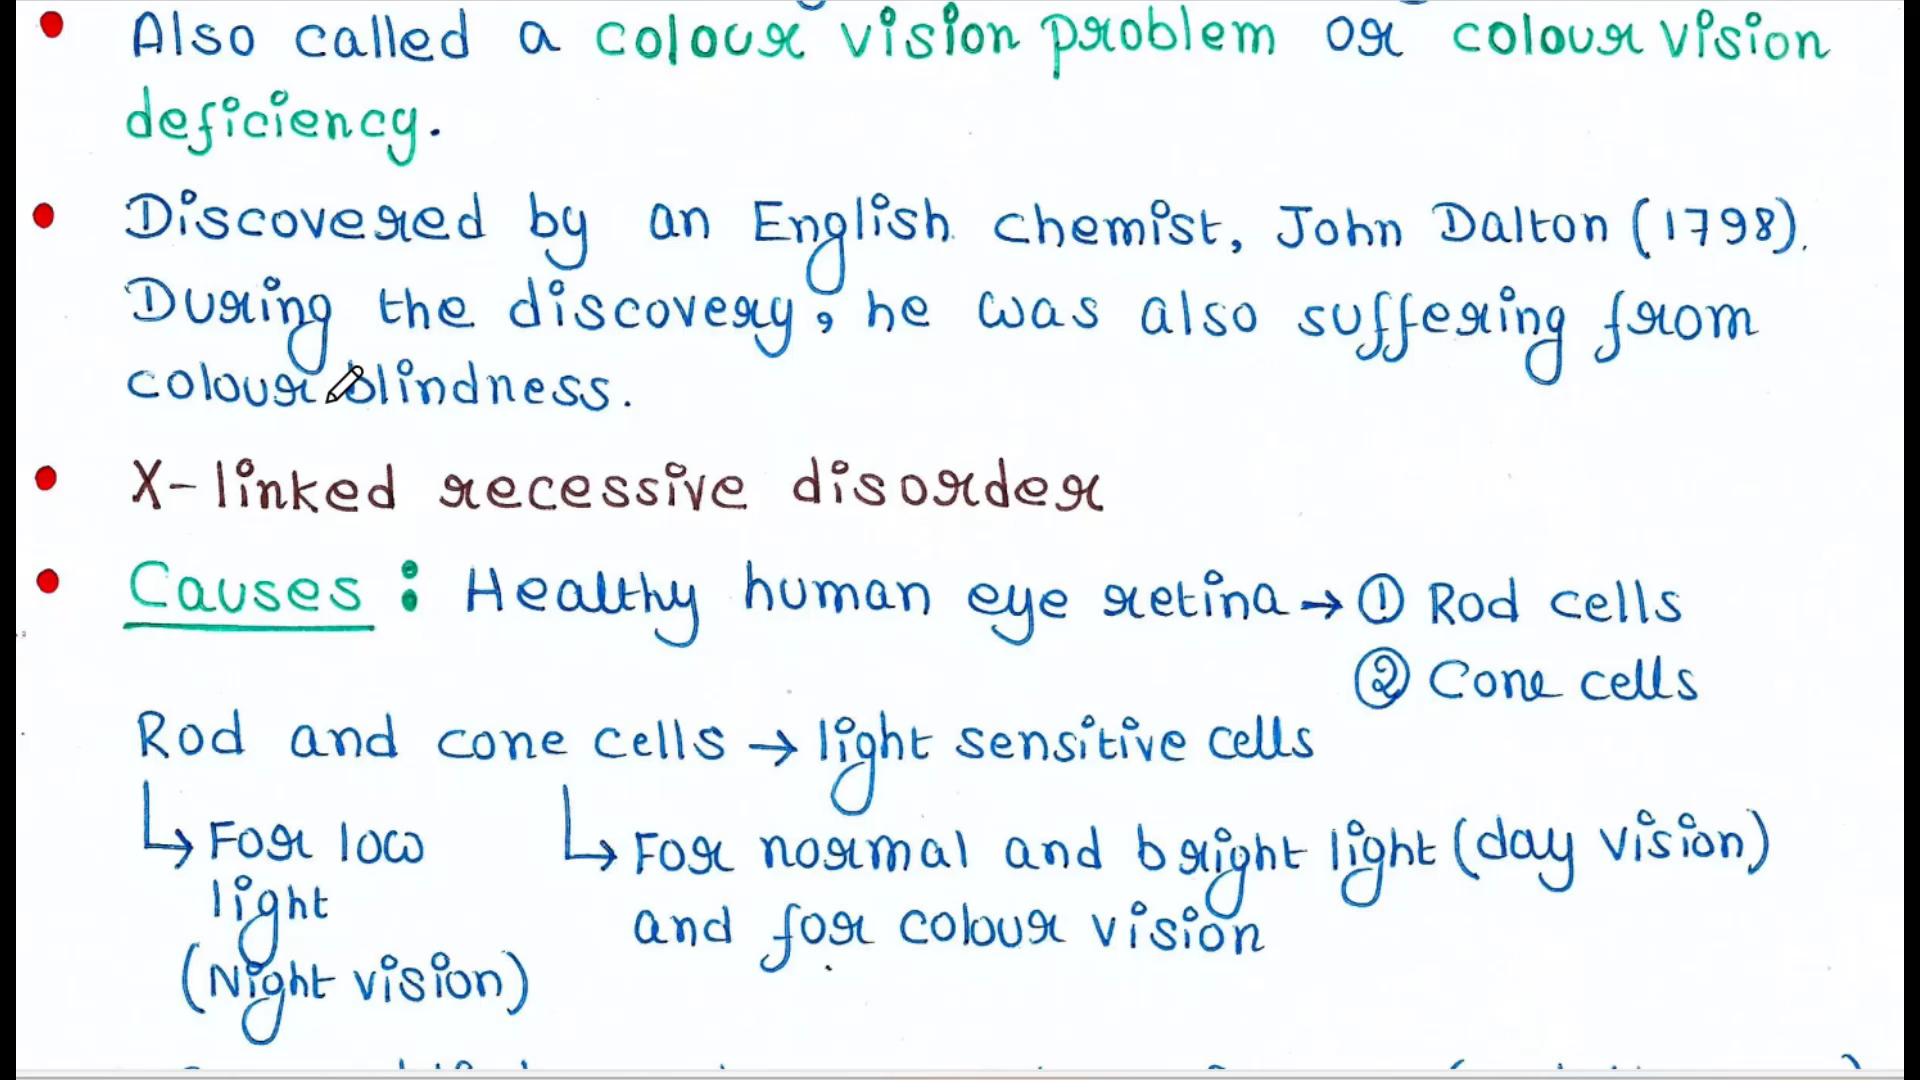 • Also called a colour vision problem or colour vision
deficiency.
• Discovered by an English chemist, John Dalton (1798).
During the discovery, he was also suffering from
colour blindness.
• X-linked recessive disorder
• Causes : Healthy human eye retina → ① Rod cells
② Cone cells
Rod and cone cells → light sensitive cells
↳ For low ↳ For normal and bright light (day vision)
light and for colour vision
(Night vision)